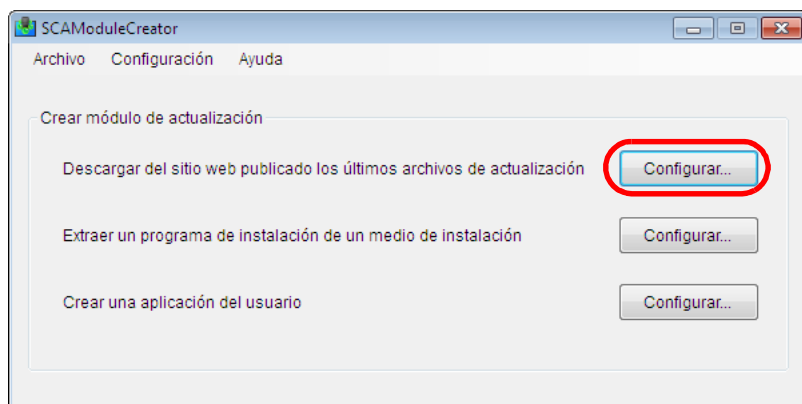 SCAModuleCreator
Archivo Configuración Ayuda
Crear módulo de actualización
Descargar del sitio web publicado los últimos archivos de actualización Configurar...
Extraer un programa de instalación de un medio de instalación Configurar...
Crear una aplicación del usuario Configurar...